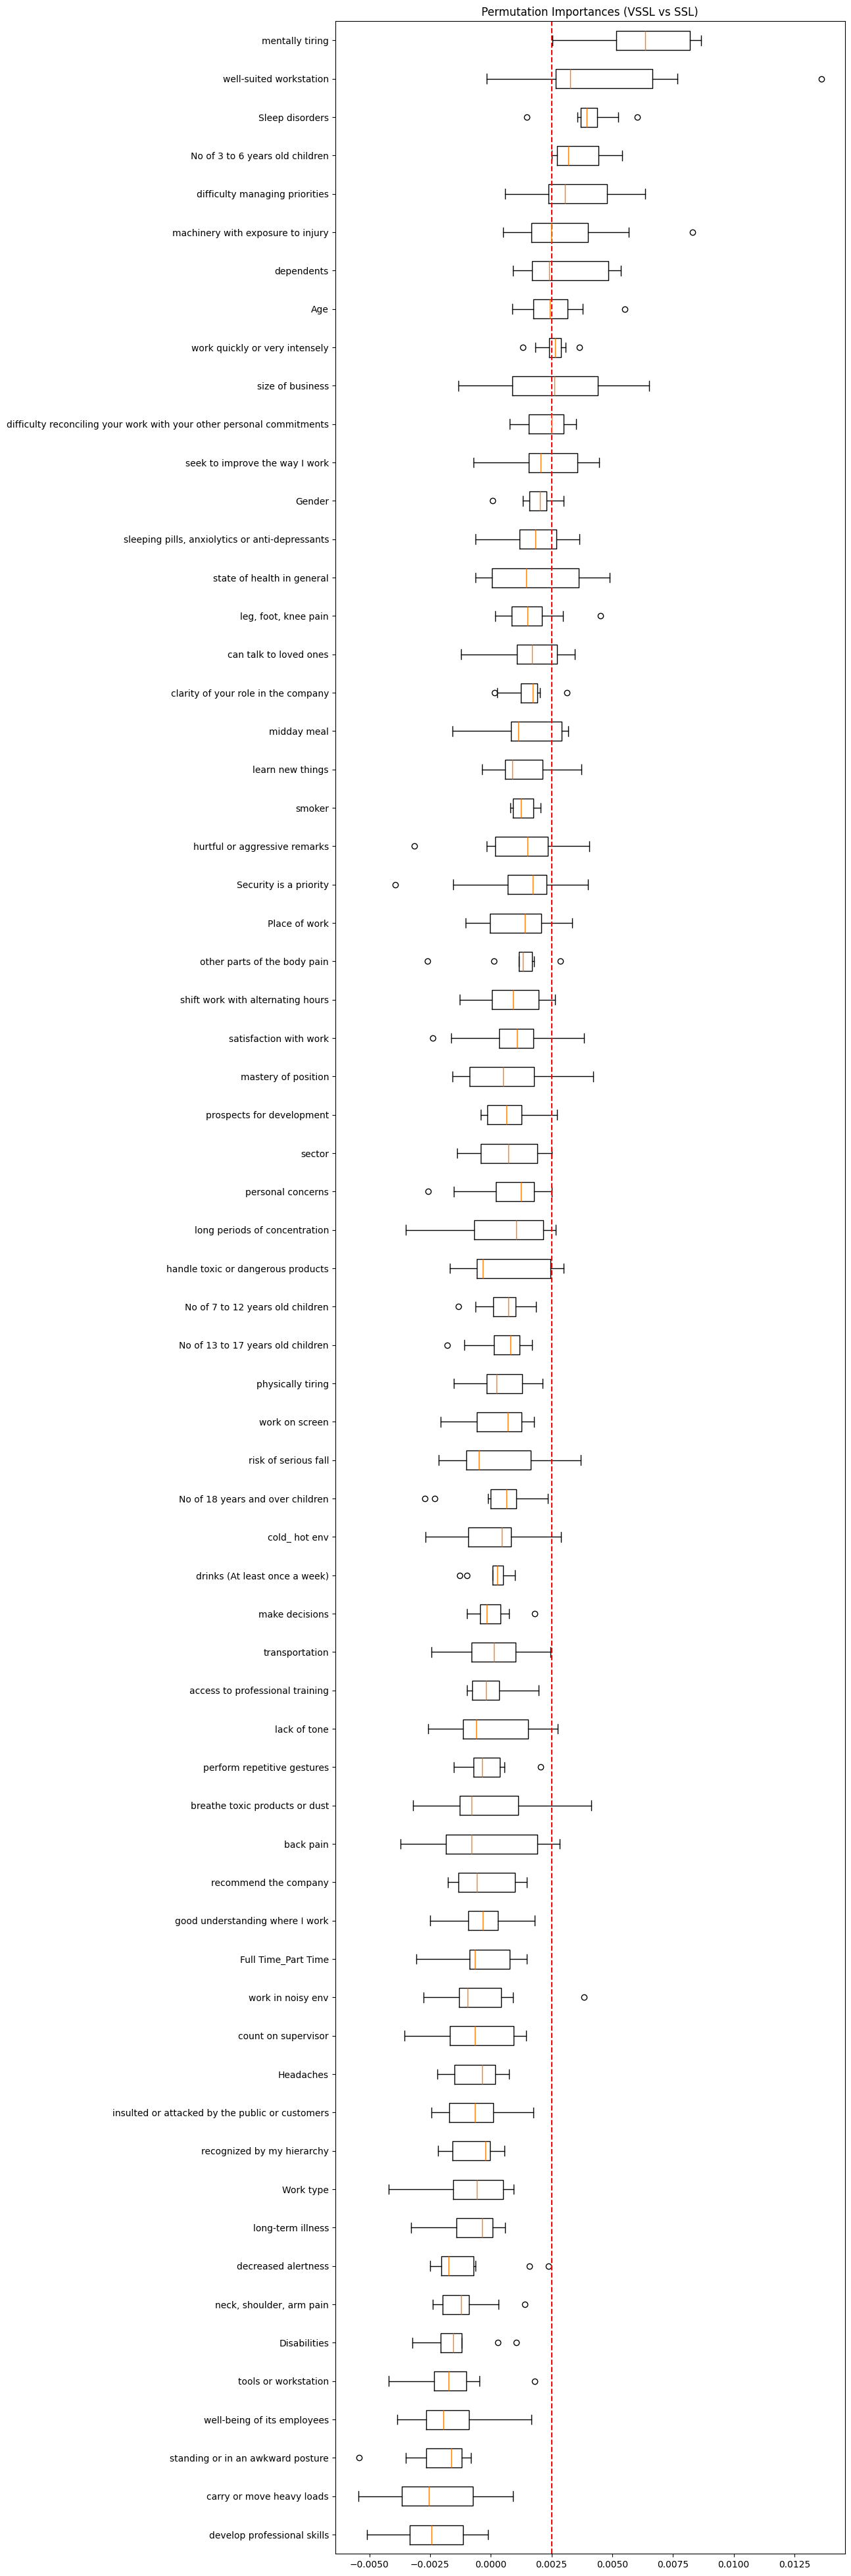 Permutation Importances (VSSL vs SSL)
mentally tiring
well-suited workstation
Sleep disorders
No of 3 to 6 years old children
difficulty managing priorities
machinery with exposure to injury
dependents
Age
work quickly or very intensely
size of business
difficulty reconciling your work with your other personal commitments
seek to improve the way I work
Gender
sleeping pills, anxiolytics or anti-depressants
state of health in general
leg, foot, knee pain
can talk to loved ones
clarity of your role in the company
midday meal
learn new things
smoker
hurtful or aggressive remarks
Security is a priority
Place of work
other parts of the body pain
shift work with alternating hours
satisfaction with work
mastery of position
prospects for development
sector
personal concerns
long periods of concentration
handle toxic or dangerous products
No of 7 to 12 years old children
No of 13 to 17 years old children
physically tiring
work on screen
risk of serious fall
No of 18 years and over children
cold_ hot env
drinks (At least once a week)
make decisions
transportation
access to professional training
lack of tone
perform repetitive gestures
breathe toxic products or dust
back pain
recommend the company
good understanding where I work
Full Time_Part Time
work in noisy env
count on supervisor
Headaches
insulted or attacked by the public or customers
recognized by my hierarchy
Work type
long-term illness
decreased alertness
neck, shoulder, arm pain
Disabilities
tools or workstation
well-being of its employees
standing or in an awkward posture
carry or move heavy loads
develop professional skills
−0.0050 −0.0025 0.0000 0.0025 0.0050 0.0075 0.0100 0.0125